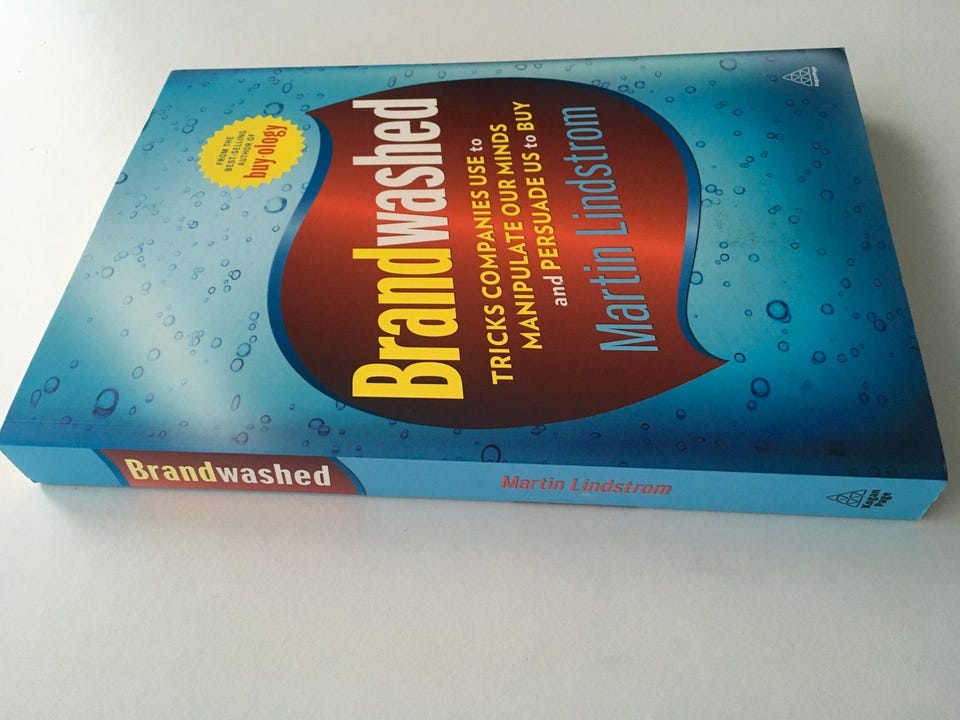 FROM THE
BEST-SELLING
AUTHOR OF
buy•ology
Brandwashed
TRICKS COMPANIES USE to
MANIPULATE OUR MINDS
and PERSUADE US to BUY
Martin Lindstrom
KoganPage
Brandwashed
Martin Lindstrom
Kogan
Page